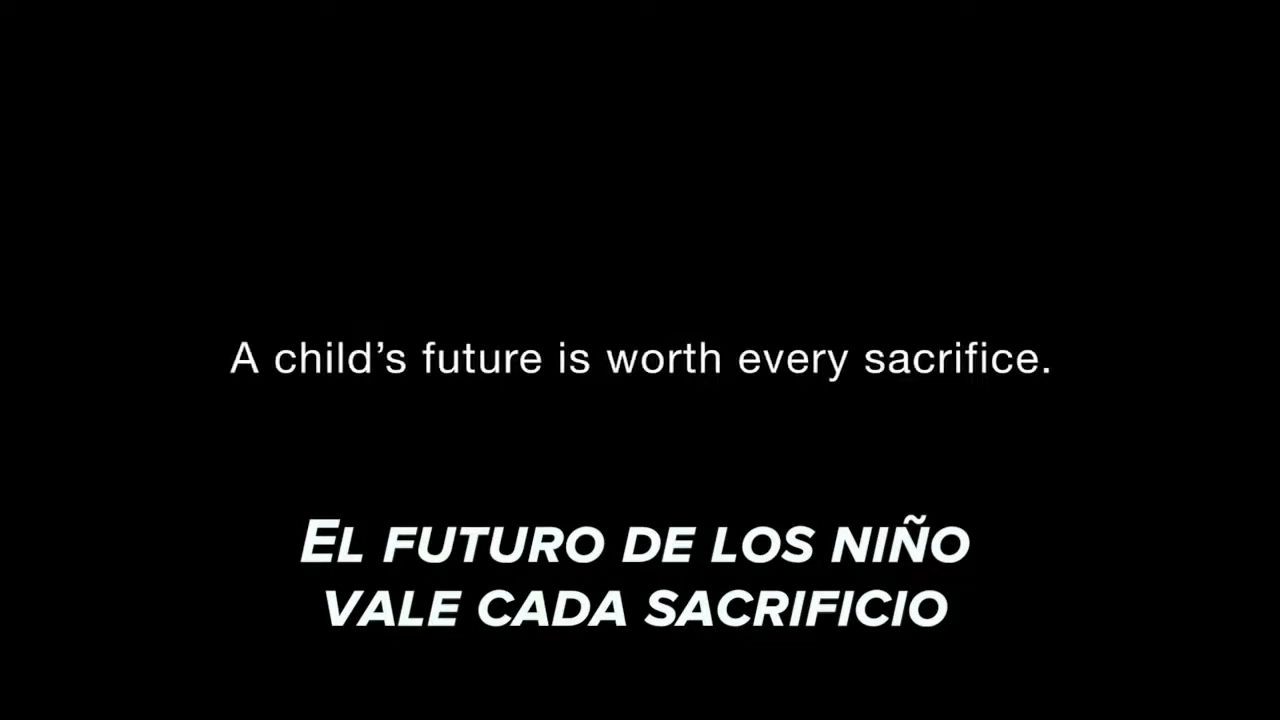 A child’s future is worth every sacrifice.
EL FUTURO DE LOS NIÑO
VALE CADA SACRIFICIO